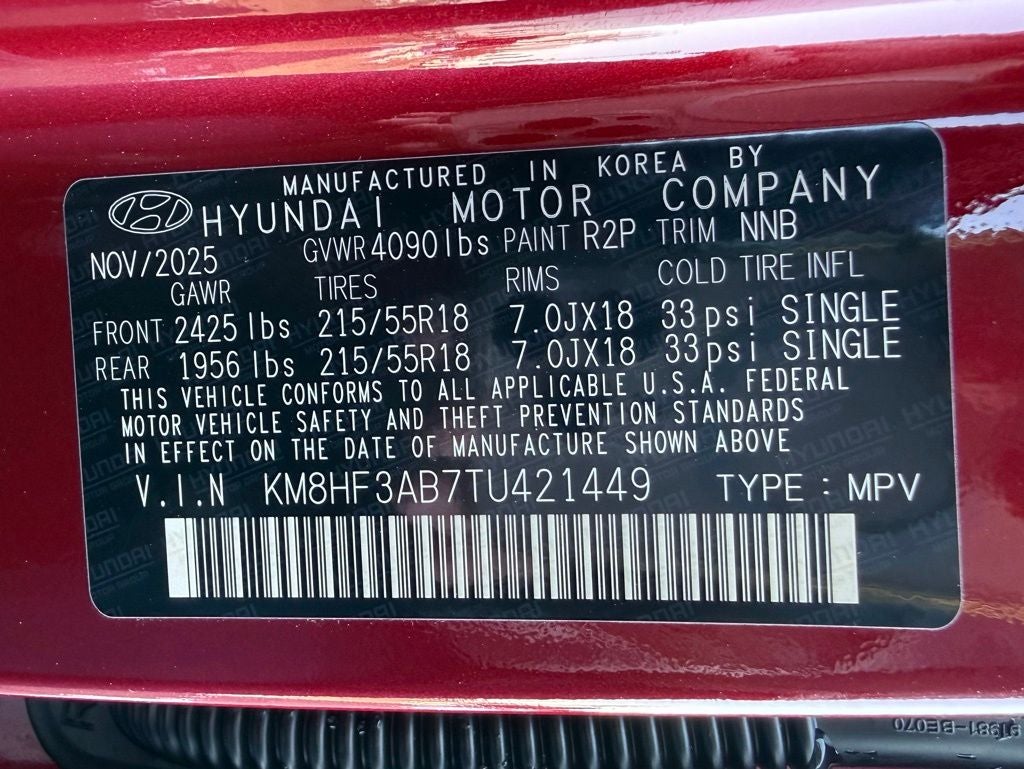 MANUFACTURED IN KOREA BY
HYUNDAI MOTOR COMPANY
NOV/2025 GVWR 4090 lbs PAINT R2P TRIM NNB
GAWR TIRES RIMS COLD TIRE INFL
FRONT 2425 lbs 215/55R18 7.0JX18 33 psi SINGLE
REAR 1956 lbs 215/55R18 7.0JX18 33 psi SINGLE
THIS VEHICLE CONFORMS TO ALL APPLICABLE U.S.A. FEDERAL
MOTOR VEHICLE SAFETY AND THEFT PREVENTION STANDARDS
IN EFFECT ON THE DATE OF MANUFACTURE SHOWN ABOVE
V.I.N KM8HF3AB7TU421449 TYPE : MPV
91981-BE070